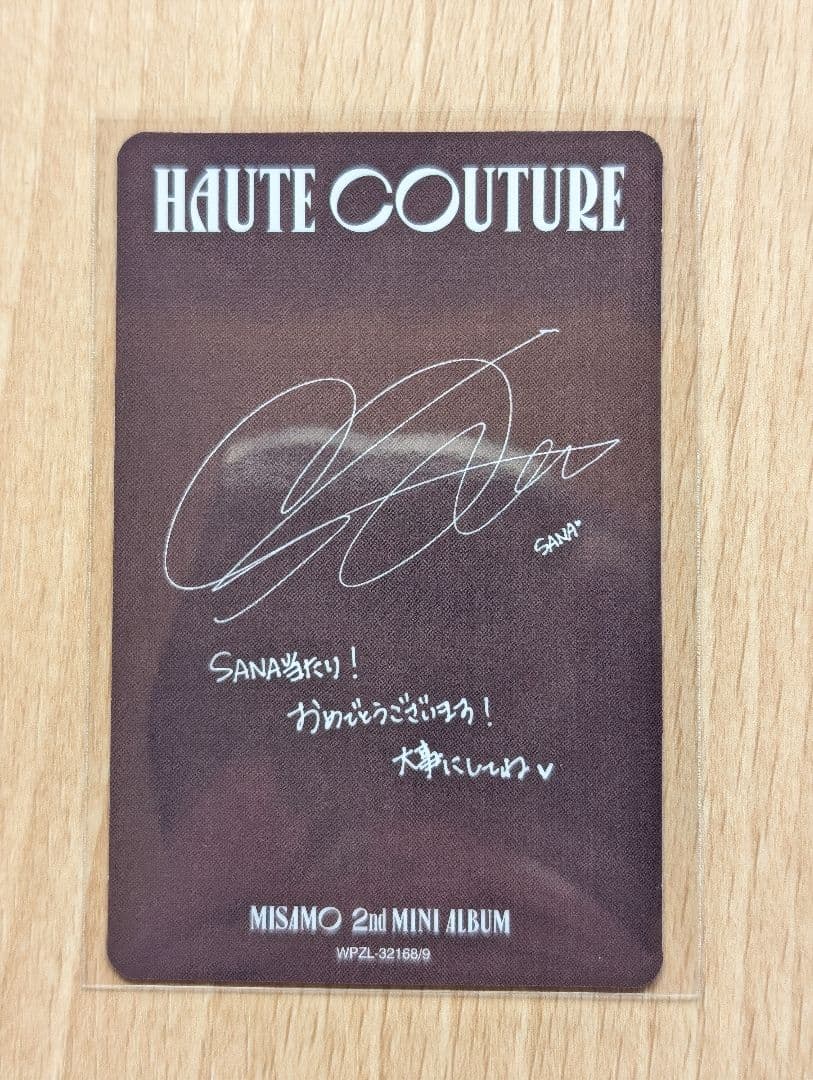 HAUTE COUTURE
SANA
SANA当たり!
おめでとうございます!
大事にしてね♥
MISAMO 2nd MINI ALBUM
WPZL-32168/9